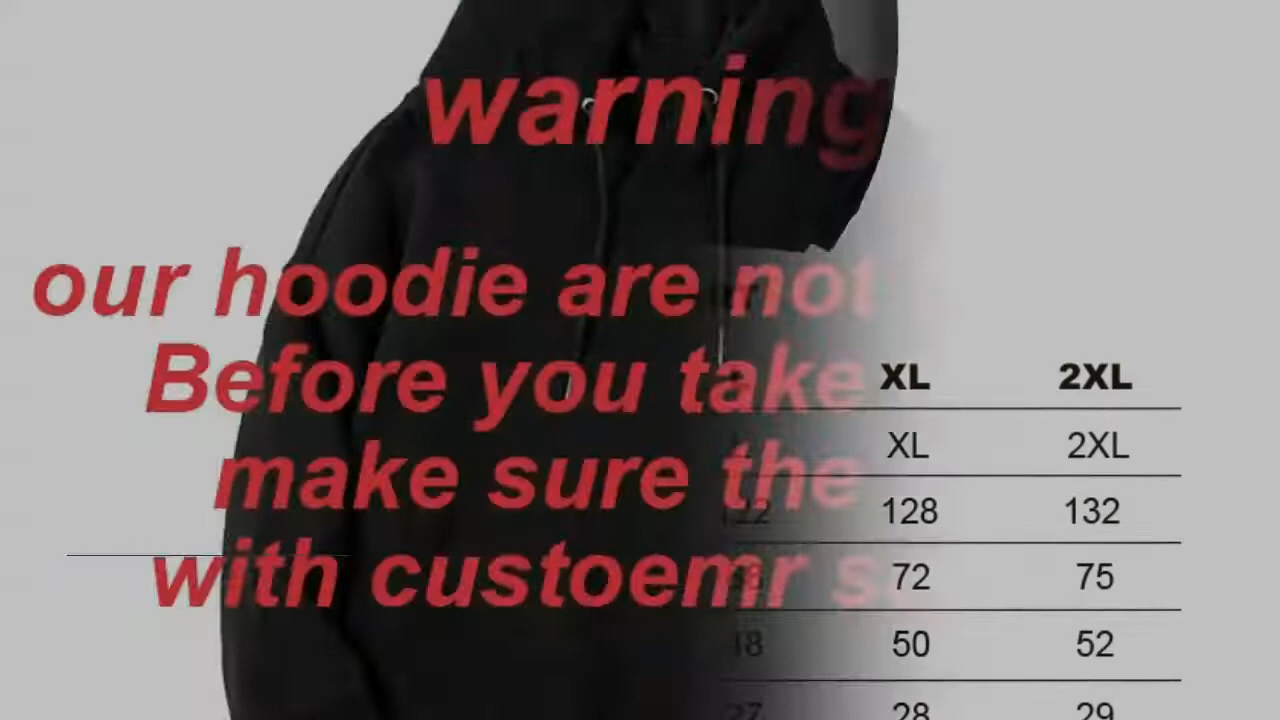 warning
our hoodie are not
Before you take
make sure the
with custoemr
XL 2XL
XL 2XL
128 132
72 75
50 52
28 29